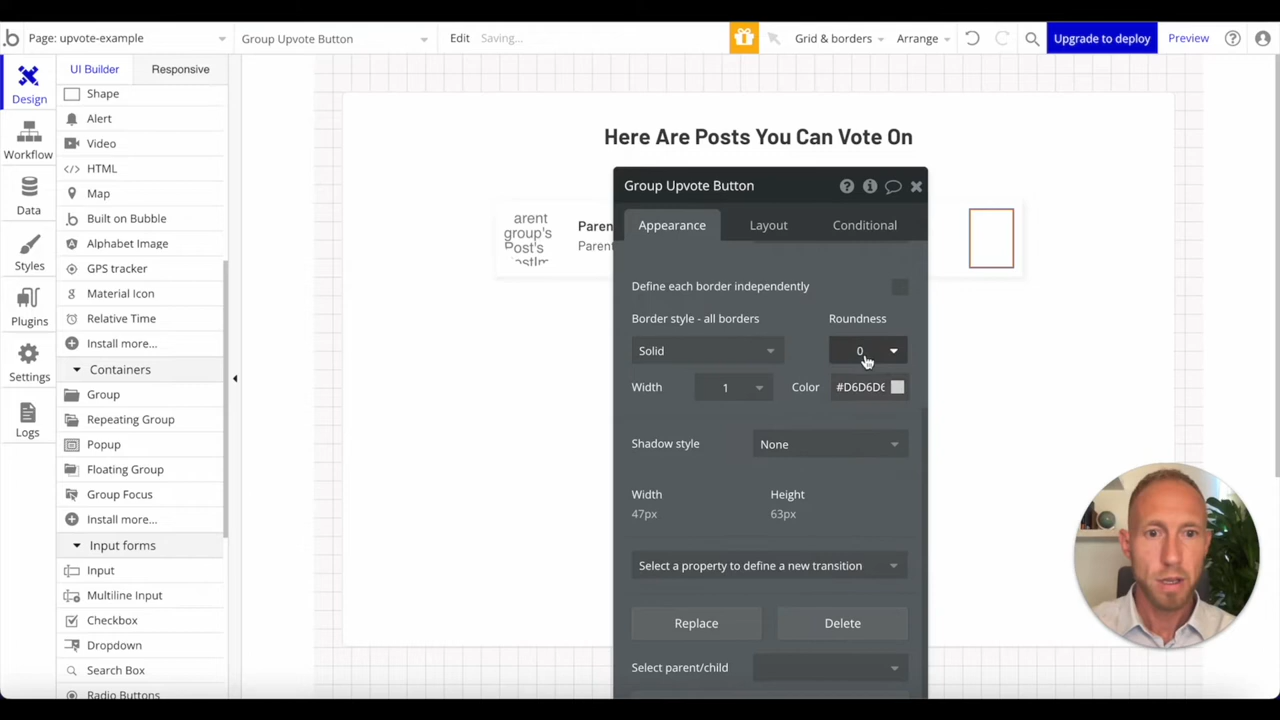 Page: upvote-example
Group Upvote Button
Edit
Saving...
Grid & borders
Arrange
Upgrade to deploy
Preview
UI Builder
Responsive
Design
Workflow
Data
Styles
Plugins
Settings
Logs
Shape
Alert
Video
</> HTML
Map
Built on Bubble
Alphabet Image
GPS tracker
Material Icon
Relative Time
Install more...
Containers
Group
Repeating Group
Popup
Floating Group
Group Focus
Install more...
Input forms
Input
Multiline Input
Checkbox
Dropdown
Search Box
Radio Buttons
Here Are Posts You Can Vote On
arent
group's
Post's
ostIm
Paren
Parent
Group Upvote Button
Appearance
Layout
Conditional
Define each border independently
Border style - all borders
Roundness
Solid
0
Width
1
Color
#D6D6D6
Shadow style
None
Width
Height
47px
63px
Select a property to define a new transition
Replace
Delete
Select parent/child